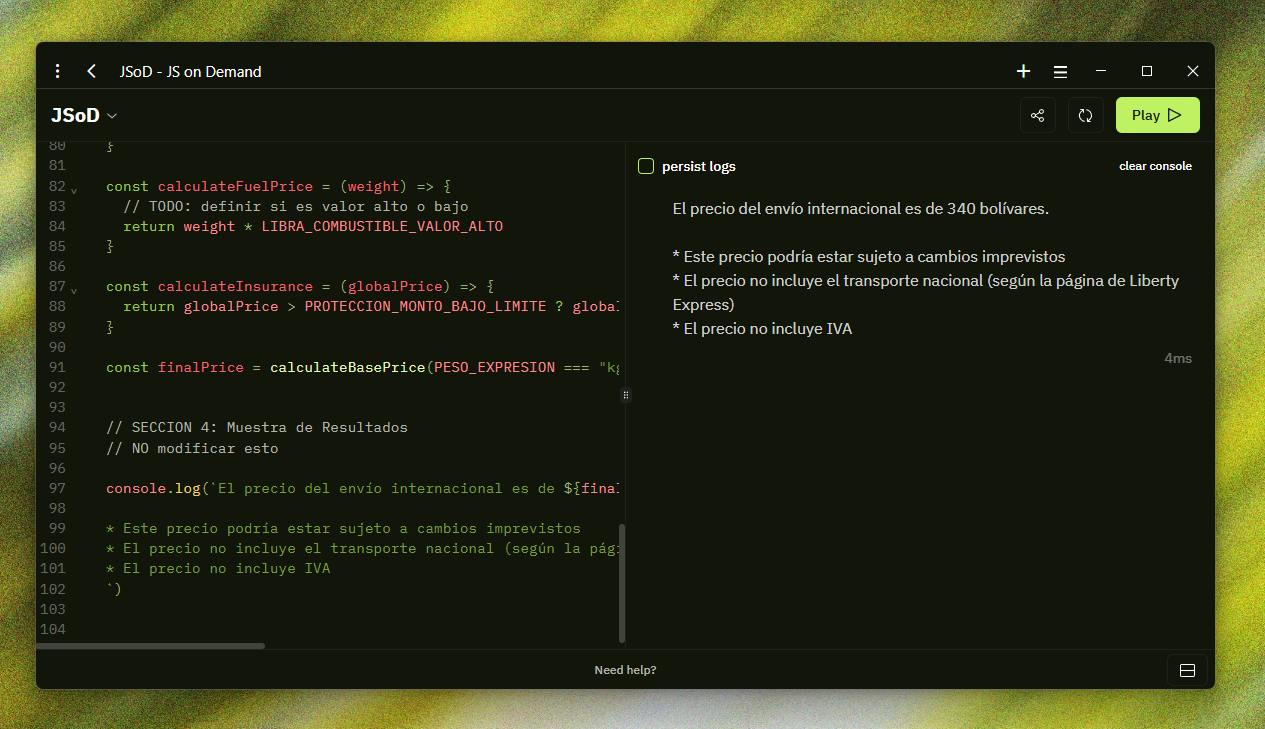 JSoD - JS on Demand
JSoD
Play
80 }
81
82 const calculateFuelPrice = (weight) => {
83 // TODO: definir si es valor alto o bajo
84 return weight * LIBRA_COMBUSTIBLE_VALOR_ALTO
85 }
86
87 const calculateInsurance = (globalPrice) => {
88 return globalPrice > PROTECCION_MONTO_BAJO_LIMITE ? global
89 }
90
91 const finalPrice = calculateBasePrice(PESO_EXPRESION === "kg
92
93
94 // SECCION 4: Muestra de Resultados
95 // NO modificar esto
96
97 console.log(`El precio del envío internacional es de ${final
98
99 * Este precio podría estar sujeto a cambios imprevistos
100 * El precio no incluye el transporte nacional (según la pági
101 * El precio no incluye IVA
102 `)
103
104
persist logs
clear console
El precio del envío internacional es de 340 bolívares.
* Este precio podría estar sujeto a cambios imprevistos
* El precio no incluye el transporte nacional (según la página de Liberty
Express)
* El precio no incluye IVA
4ms
Need help?